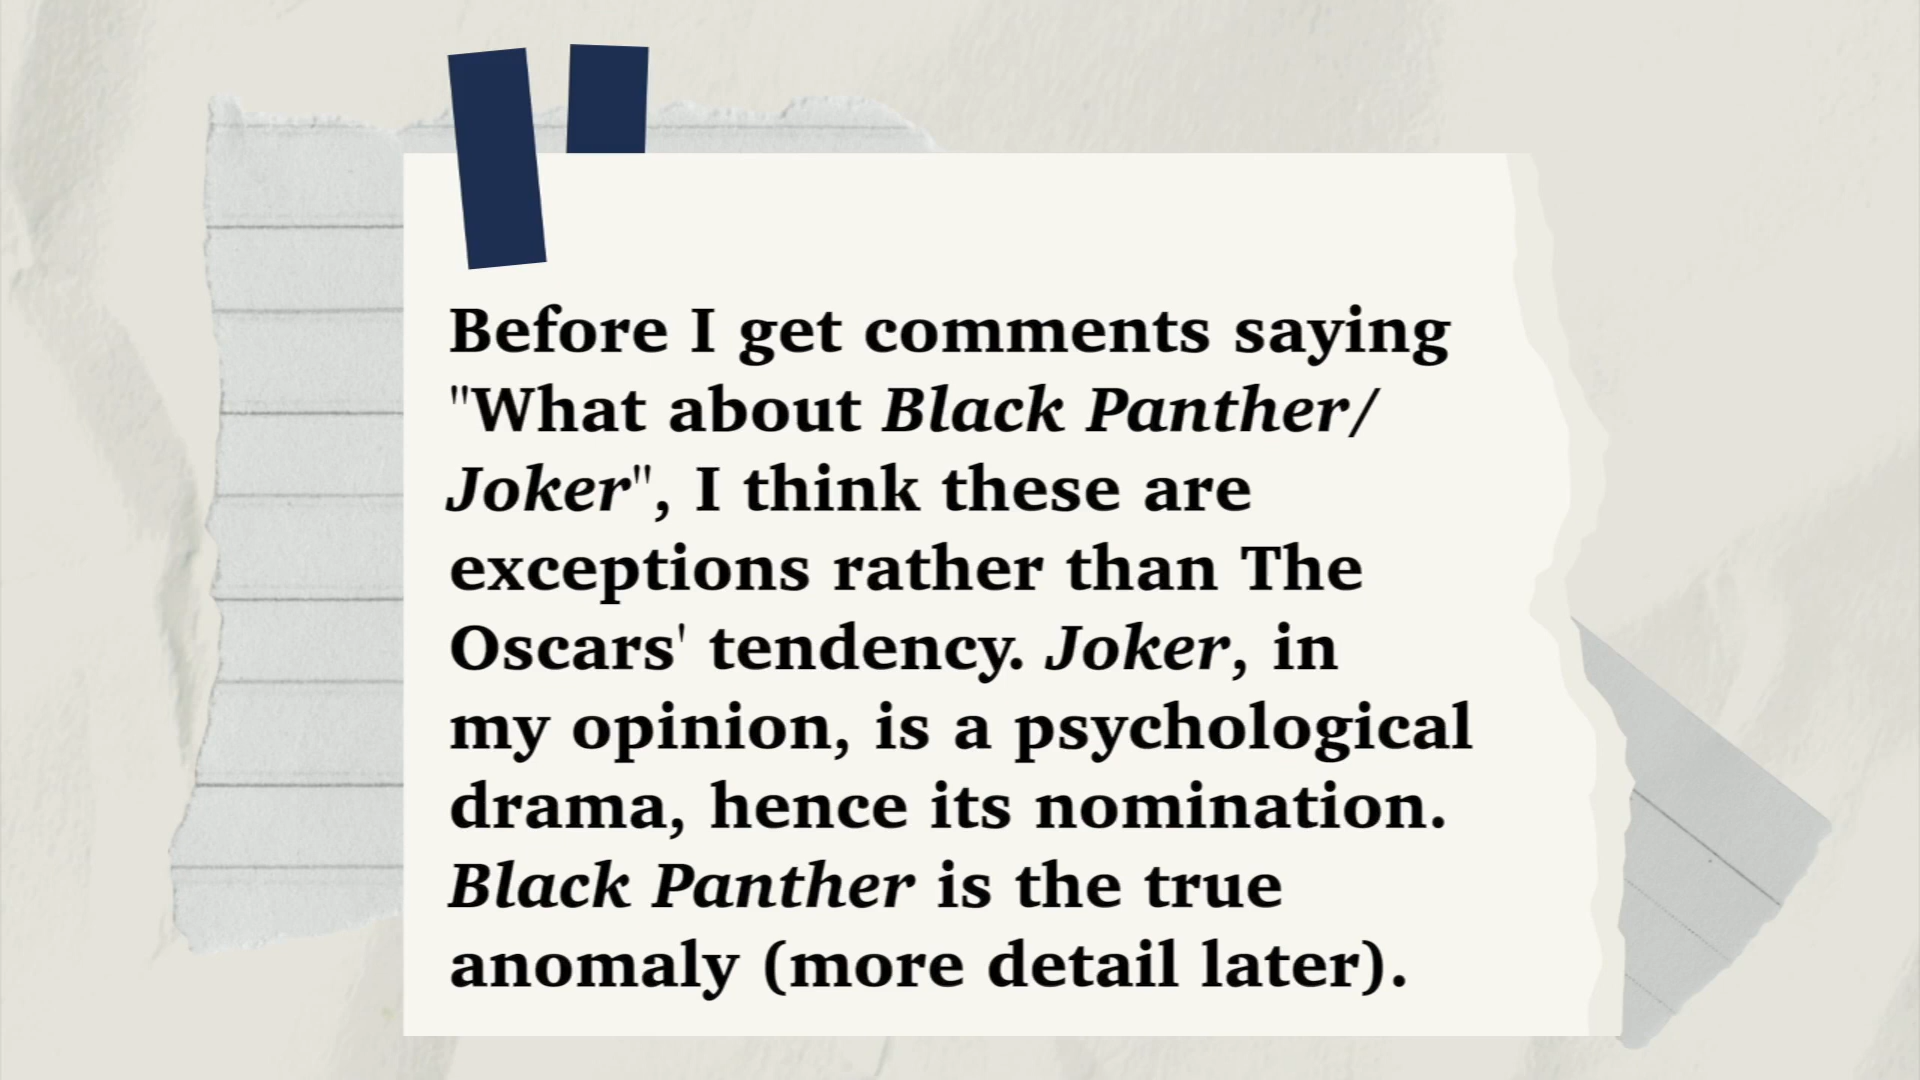 Before I get comments saying
"What about Black Panther/
Joker", I think these are
exceptions rather than The
Oscars' tendency. Joker, in
my opinion, is a psychological
drama, hence its nomination.
Black Panther is the true
anomaly (more detail later).